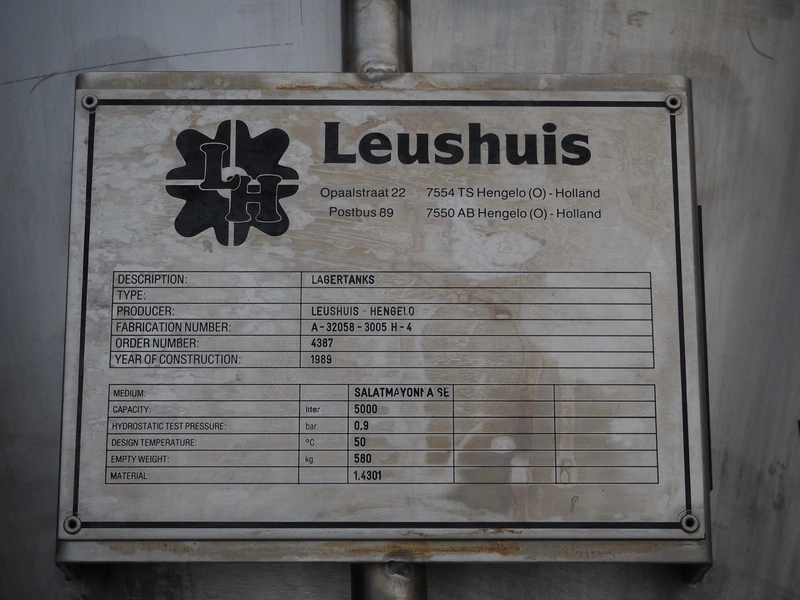 LH
Leushuis
Opaalstraat 22 7554 TS Hengelo (O) - Holland
Postbus 89 7550 AB Hengelo (O) - Holland
DESCRIPTION: LAGERTANKS
TYPE:
PRODUCER: LEUSHUIS - HENGELO
FABRICATION NUMBER: A-32058-3005 H-4
ORDER NUMBER: 4387
YEAR OF CONSTRUCTION: 1989
MEDIUM: SALATMAYONNAISE
CAPACITY: liter 5000
HYDROSTATIC TEST PRESSURE: bar. 0.9
DESIGN TEMPERATURE: °C. 50
EMPTY WEIGHT: kg. 580
MATERIAL: 1.4301